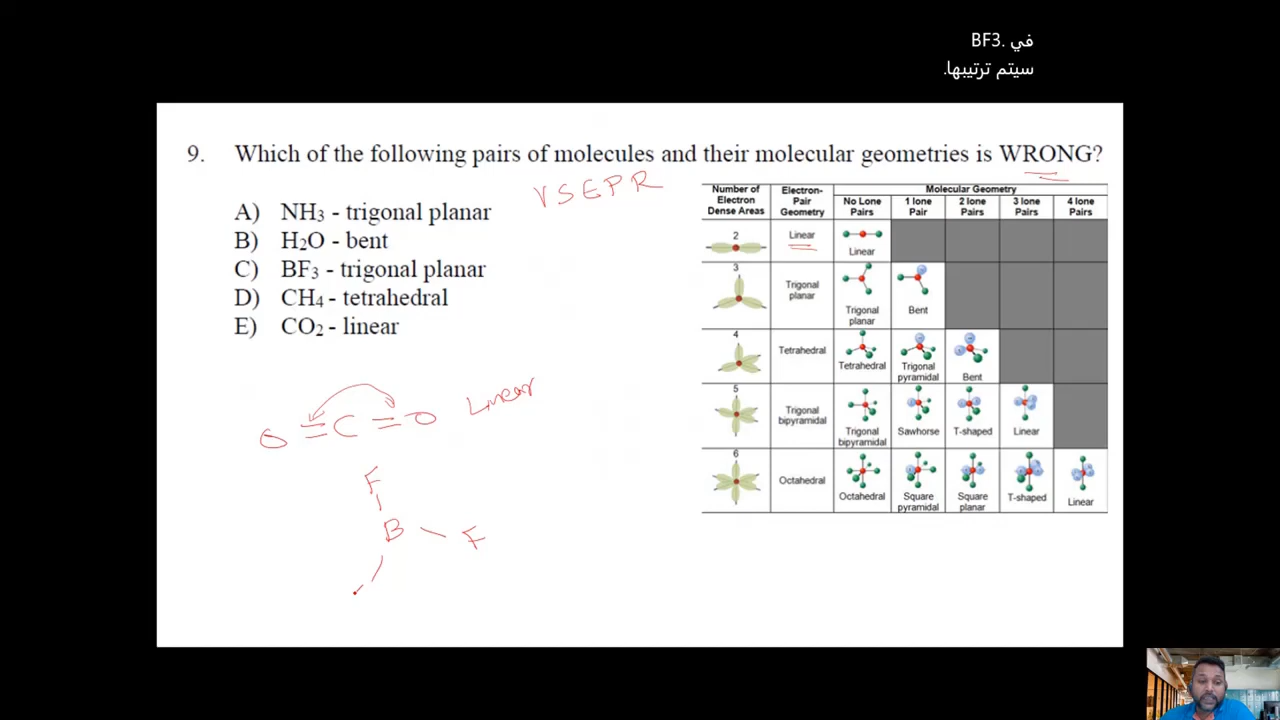 في .BF3
سيتم ترتيبها.
9. Which of the following pairs of molecules and their molecular geometries is WRONG?
VSEPR
A) NH3 - trigonal planar
B) H2O - bent
C) BF3 - trigonal planar
D) CH4 - tetrahedral
E) CO2 - linear
O = C = O Linear
F
B F
Number of Electron Dense Areas
Electron-Pair Geometry
Molecular Geometry
No Lone Pairs
1 lone Pair
2 lone Pairs
3 lone Pairs
4 lone Pairs
2
Linear
Linear
3
Trigonal planar
Trigonal planar
Bent
4
Tetrahedral
Tetrahedral
Trigonal pyramidal
Bent
5
Trigonal bipyramidal
Trigonal bipyramidal
Sawhorse
T-shaped
Linear
6
Octahedral
Octahedral
Square pyramidal
Square planar
T-shaped
Linear